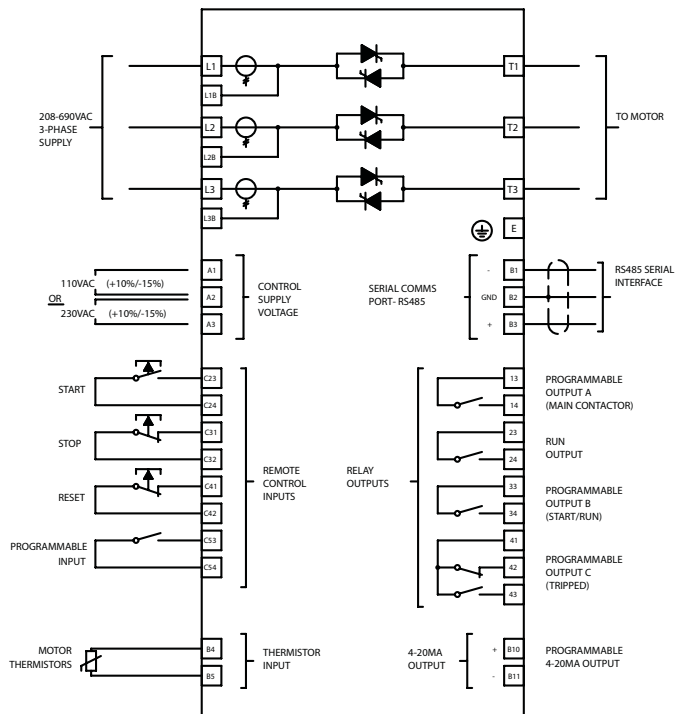 L1
T1
L1B
208-690VAC
3-PHASE
SUPPLY
L2
T2
TO MOTOR
L2B
L3
T3
L3B
E
110VAC (+10%/-15%)
OR
230VAC (+10%/-15%)
A1
A2
A3
CONTROL
SUPPLY
VOLTAGE
SERIAL COMMS
PORT- RS485
-
GND
+
B1
B2
B3
RS485 SERIAL
INTERFACE
START
C23
C24
STOP
C31
C32
RESET
C41
C42
PROGRAMMABLE
INPUT
C53
C54
REMOTE
CONTROL
INPUTS
RELAY
OUTPUTS
13
14
PROGRAMMABLE
OUTPUT A
(MAIN CONTACTOR)
23
24
RUN
OUTPUT
33
34
PROGRAMMABLE
OUTPUT B
(START/RUN)
41
42
43
PROGRAMMABLE
OUTPUT C
(TRIPPED)
MOTOR
THERMISTORS
B4
B5
THERMISTOR
INPUT
4-20MA
OUTPUT
+
-
B10
B11
PROGRAMMABLE
4-20MA OUTPUT